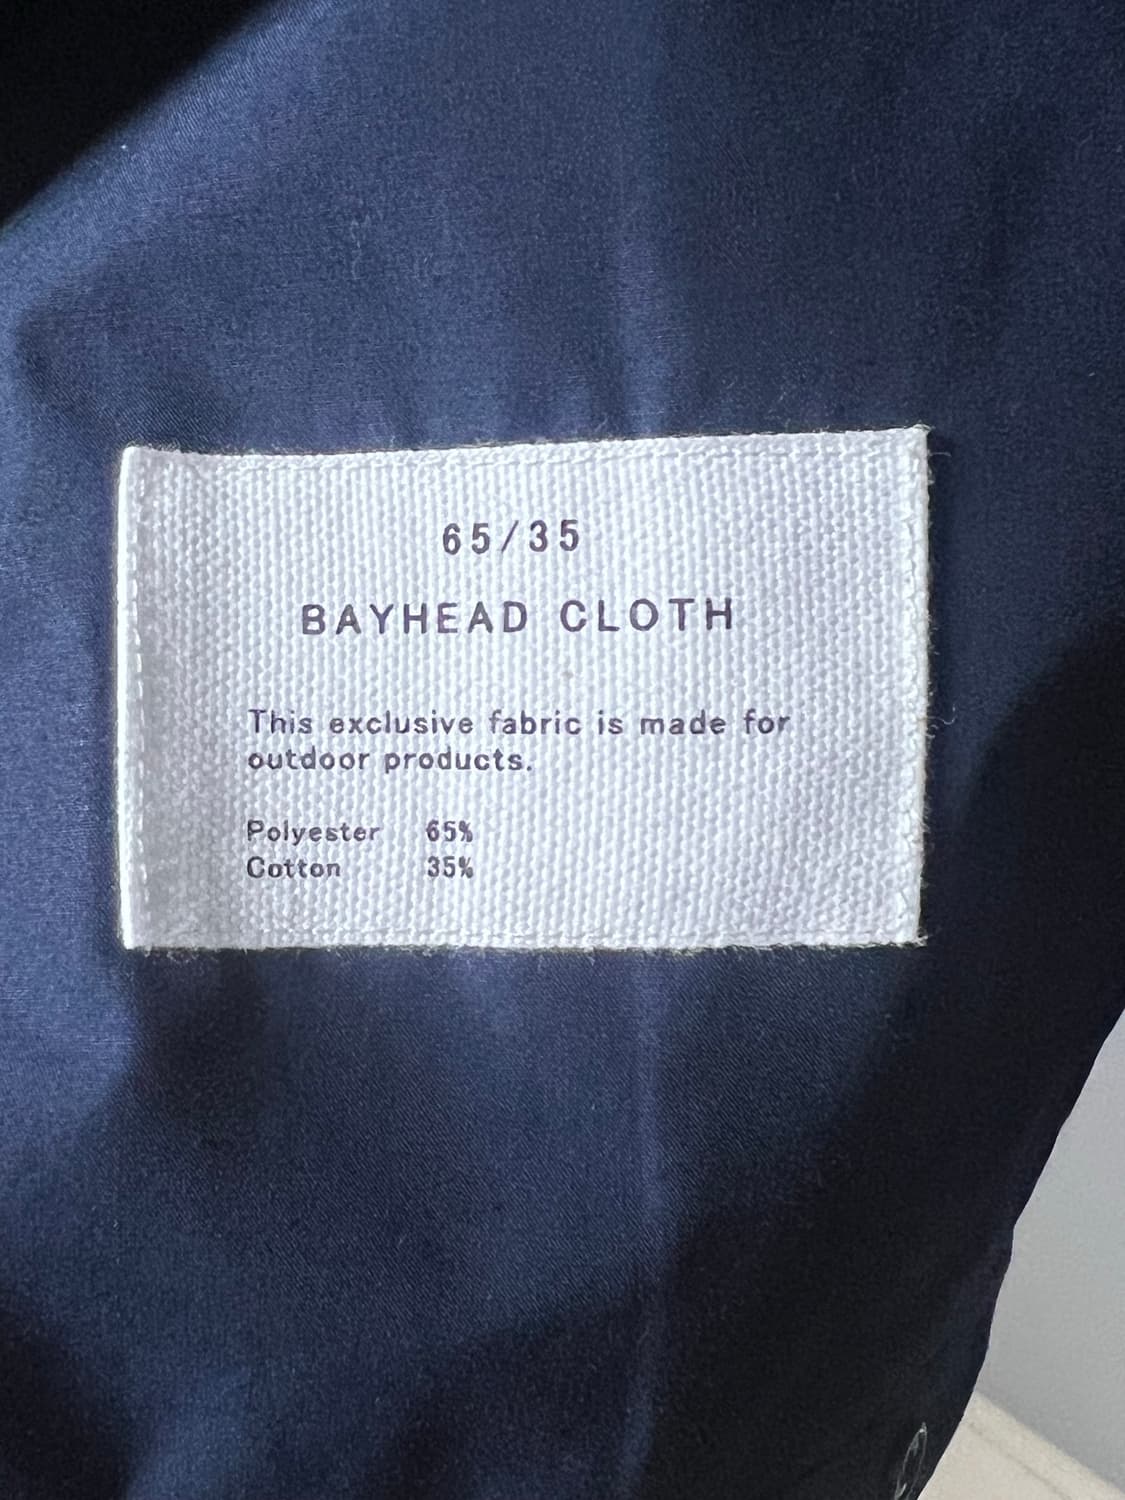 65/35
BAYHEAD CLOTH
This exclusive fabric is made for
outdoor products.
Polyester 65%
Cotton 35%